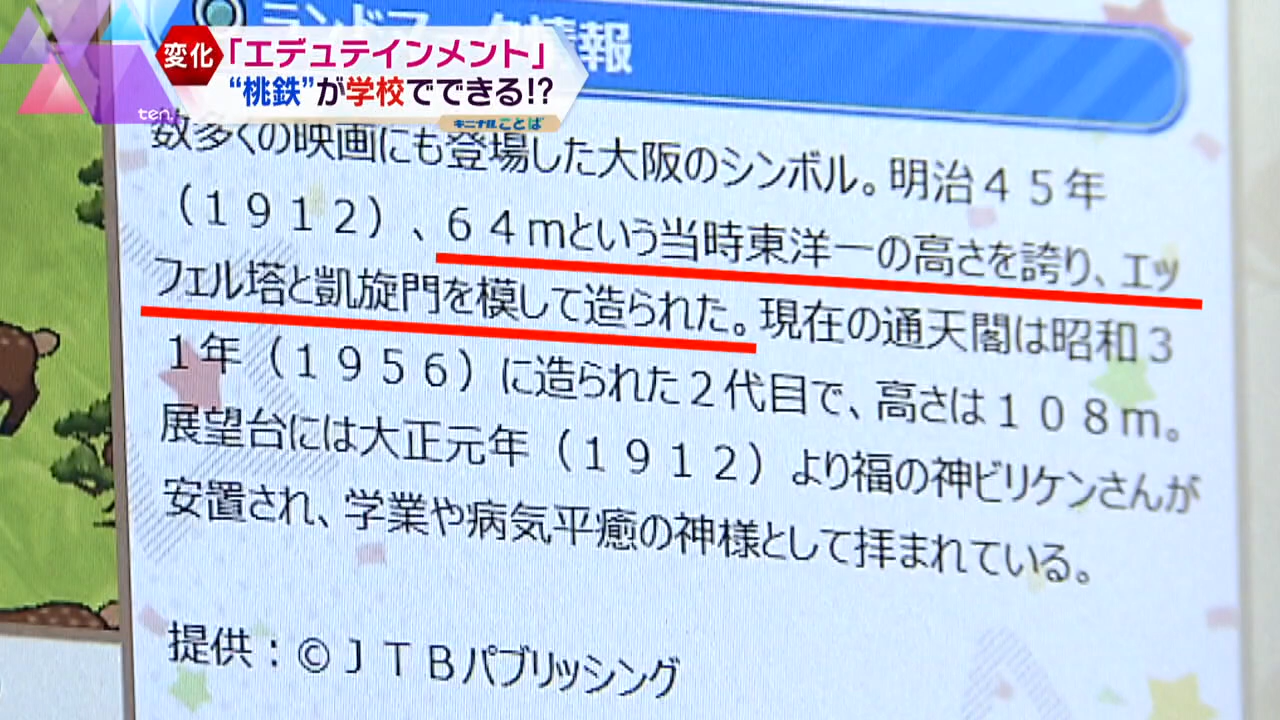 ランドマーク情報
変化
「エデュテインメント」
“桃鉄”が学校でできる!?
ten.
キニナルことば
数多くの映画にも登場した大阪のシンボル。明治４５年
（１９１２）、６４ｍという当時東洋一の高さを誇り、エッ
フェル塔と凱旋門を模して造られた。現在の通天閣は昭和３
１年（１９５６）に造られた２代目で、高さは１０８ｍ。
展望台には大正元年（１９１２）より福の神ビリケンさんが
安置され、学業や病気平癒の神様として拝まれている。
提供：©ＪＴＢパブリッシング